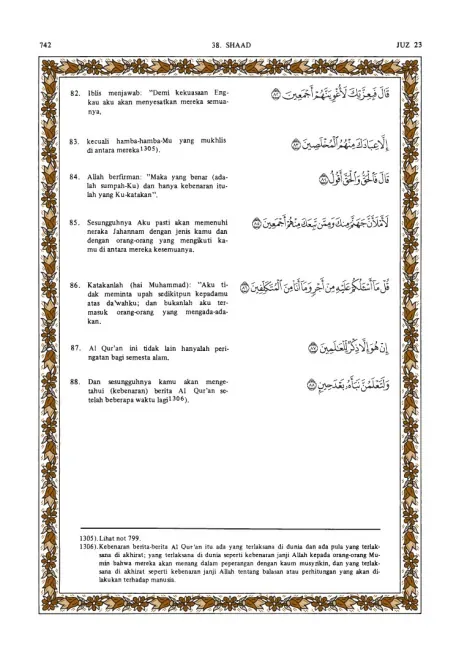 742 38. SHAAD JUZ 23
82. Iblis menjawab: "Demi kekuasaan Eng-
kau aku akan menyesatkan mereka semua-
nya,
قَالَ فَبِعِزَّتِكَ لَأُغْوِيَنَّهُمْ أَجْمَعِينَ ٨٢
83. kecuali hamba-hamba-Mu yang mukhlis
di antara mereka1305).
إِلَّا عِبَادَكَ مِنْهُمُ الْمُخْلَصِينَ ٨٣
84. Allah berfirman: "Maka yang benar (ada-
lah sumpah-Ku) dan hanya kebenaran itu-
lah yang Ku-katakan".
قَالَ فَالْحَقُّ وَالْحَقَّ أَقُولُ ٨٤
85. Sesungguhnya Aku pasti akan memenuhi
neraka Jahannam dengan jenis kamu dan
dengan orang-orang yang mengikuti ka-
mu di antara mereka kesemuanya.
لَأَمْلَأَنَّ جَهَنَّمَ مِنكَ وَمِمَّن تَبِعَكَ مِنْهُمْ أَجْمَعِينَ ٨٥
86. Katakanlah (hai Muhammad): "Aku ti-
dak meminta upah sedikitpun kepadamu
atas da'wahku; dan bukanlah aku ter-
masuk orang-orang yang mengada-ada-
kan.
قُلْ مَا أَسْأَلُكُمْ عَلَيْهِ مِنْ أَجْرٍ وَمَا أَنَا مِنَ الْمُتَكَلِّفِينَ ٨٦
87. Al Qur'an ini tidak lain hanyalah peri-
ngatan bagi semesta alam.
إِنْ هُوَ إِلَّا ذِكْرٌ لِّلْعَالَمِينَ ٨٧
88. Dan sesungguhnya kamu akan menge-
tahui (kebenaran) berita Al Qur'an se-
telah beberapa waktu lagi1306).
وَلَتَعْلَمُنَّ نَبَأَهُ بَعْدَ حِينٍ ٨٨
1305). Lihat not 799.
1306). Kebenaran berita-berita Al Qur'an itu ada yang terlaksana di dunia dan ada pula yang terlak-
sana di akhirat; yang terlaksana di dunia seperti kebenaran janji Allah kepada orang-orang Mu-
min bahwa mereka akan menang dalam peperangan dengan kaum musyrikin, dan yang terlak-
sana di akhirat seperti kebenaran janji Allah tentang balasan atau perhitungan yang akan di-
lakukan terhadap manusia.